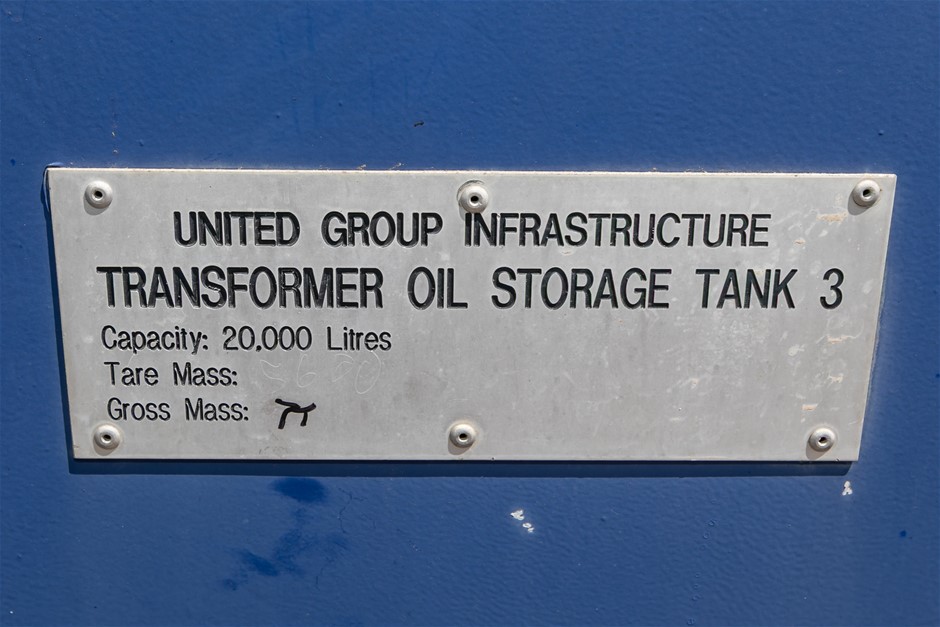 UNITED GROUP INFRASTRUCTURE
TRANSFORMER OIL STORAGE TANK 3
Capacity: 20,000 Litres
Tare Mass:
Gross Mass: